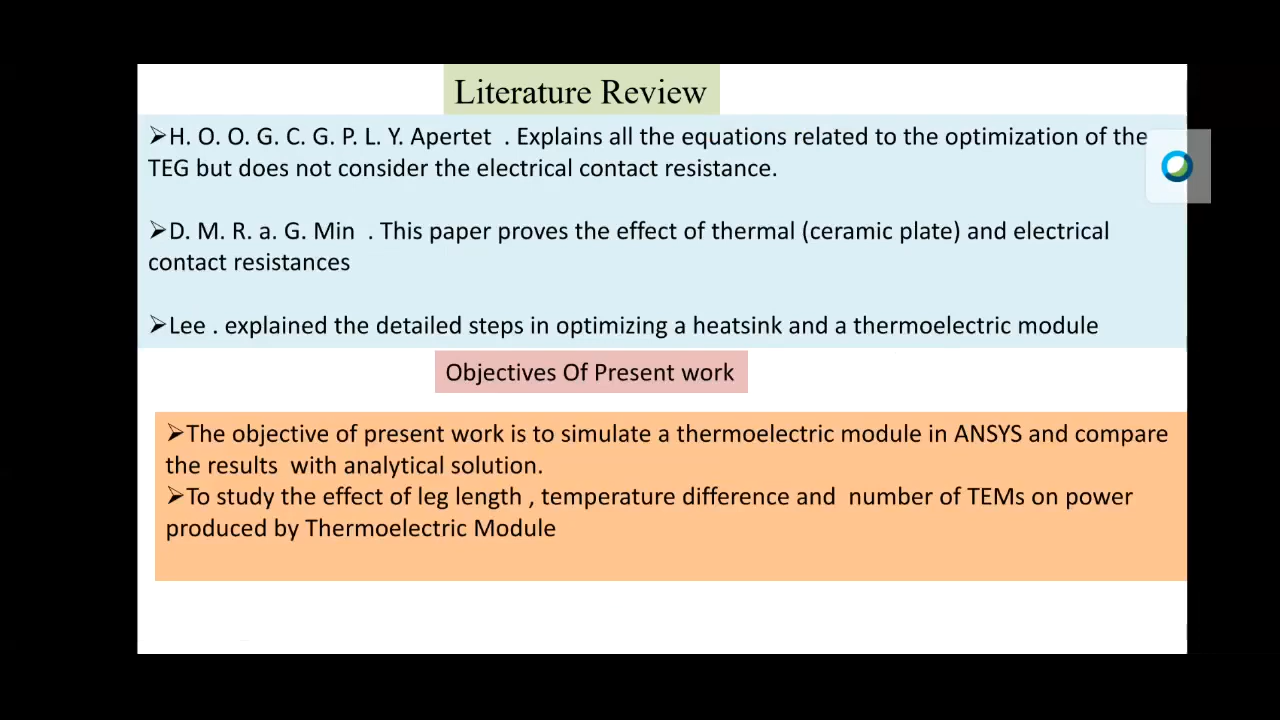 Literature Review
➢H. O. O. G. C. G. P. L. Y. Apertet . Explains all the equations related to the optimization of the
TEG but does not consider the electrical contact resistance.
➢D. M. R. a. G. Min . This paper proves the effect of thermal (ceramic plate) and electrical
contact resistances
➢Lee . explained the detailed steps in optimizing a heatsink and a thermoelectric module
Objectives Of Present work
➢The objective of present work is to simulate a thermoelectric module in ANSYS and compare
the results with analytical solution.
➢To study the effect of leg length , temperature difference and number of TEMs on power
produced by Thermoelectric Module